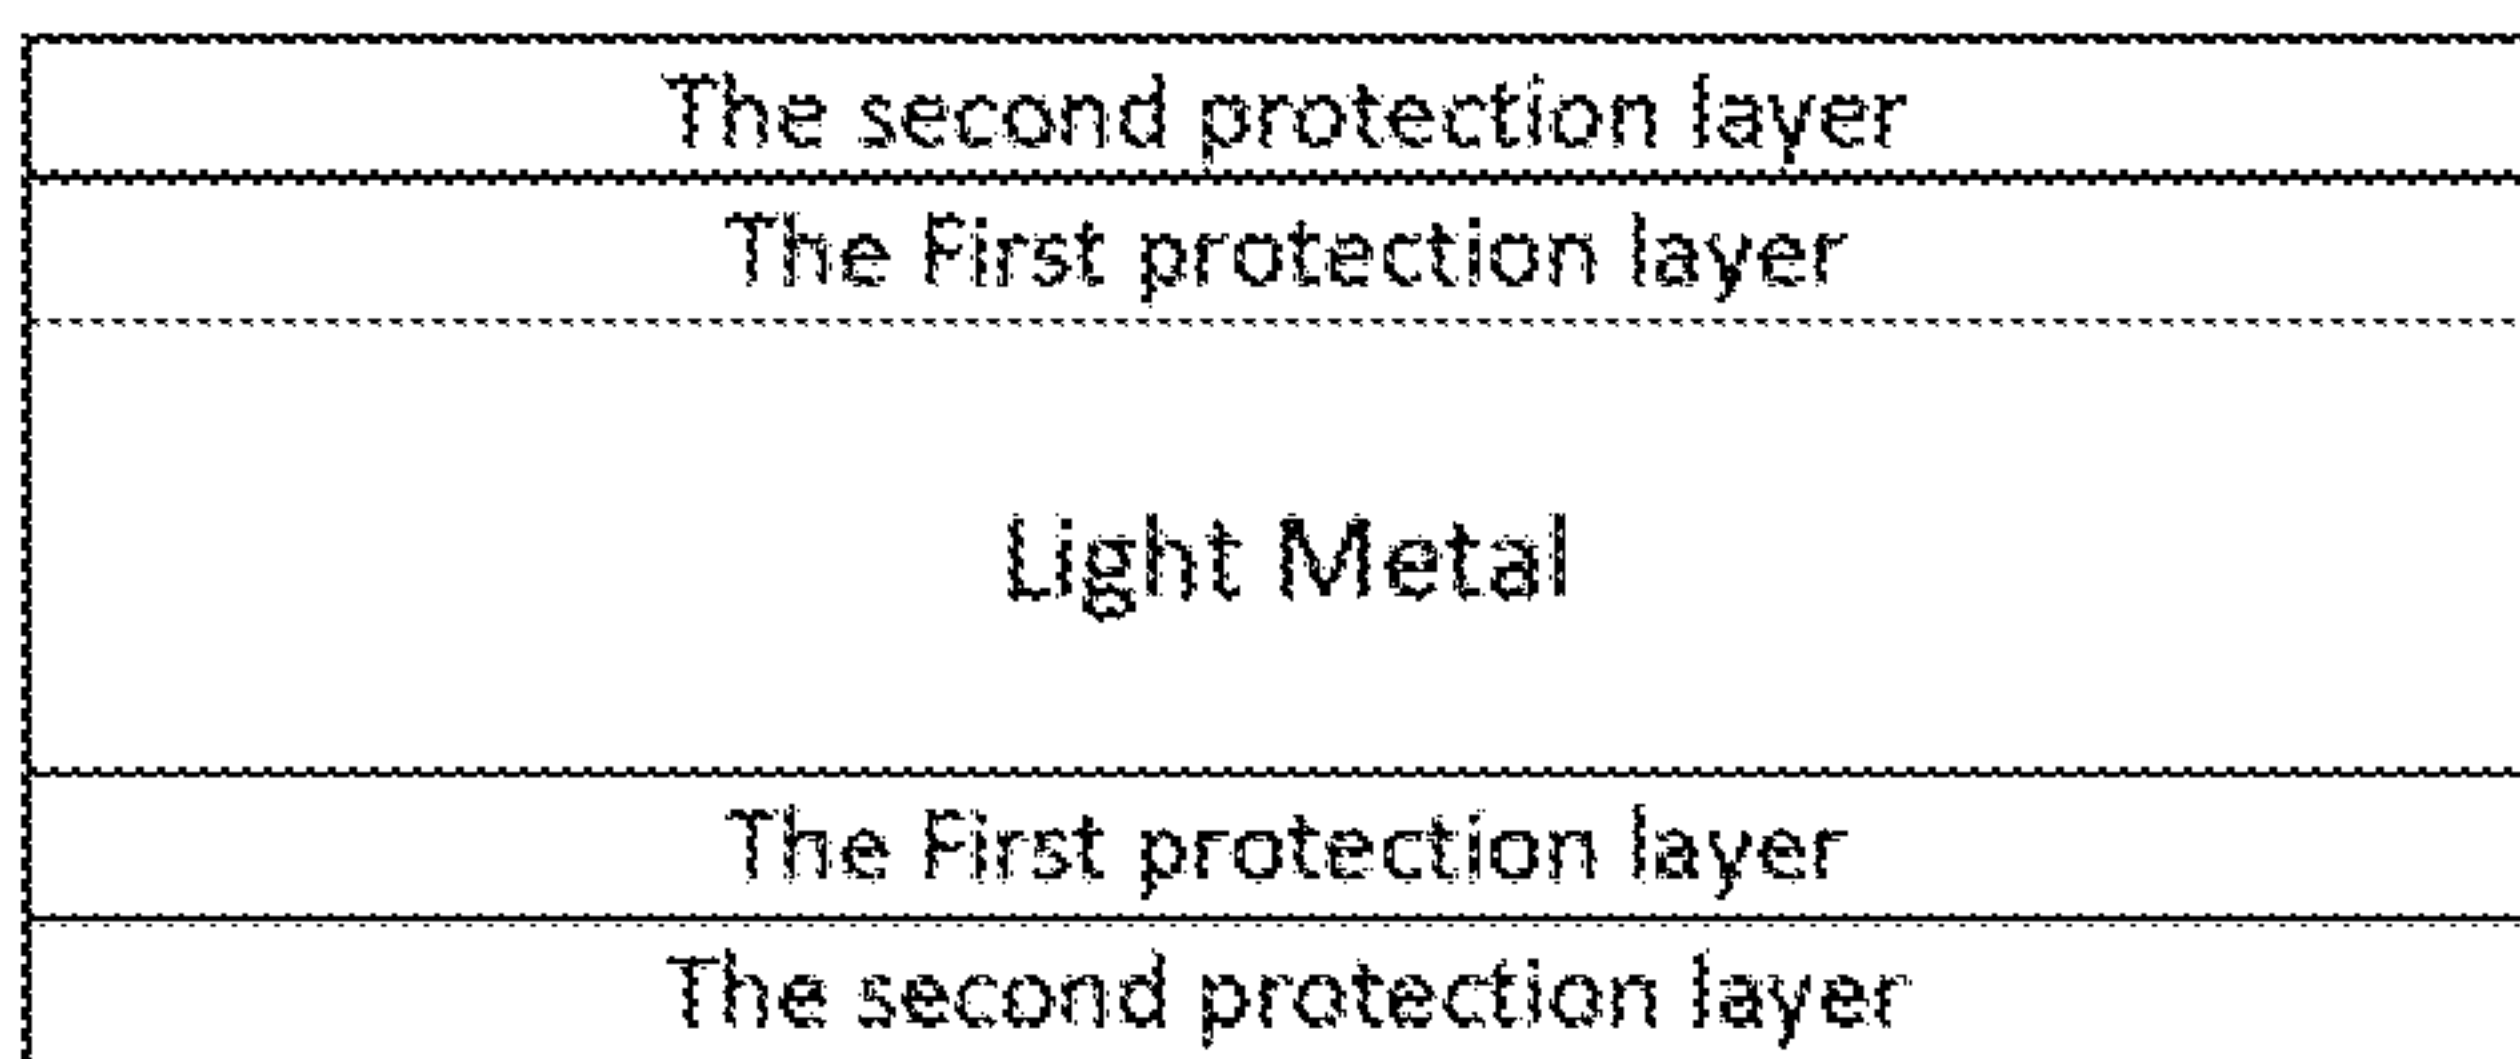 The second protection layer
The First protection layer
Light Metal
The First protection layer
The second protection layer